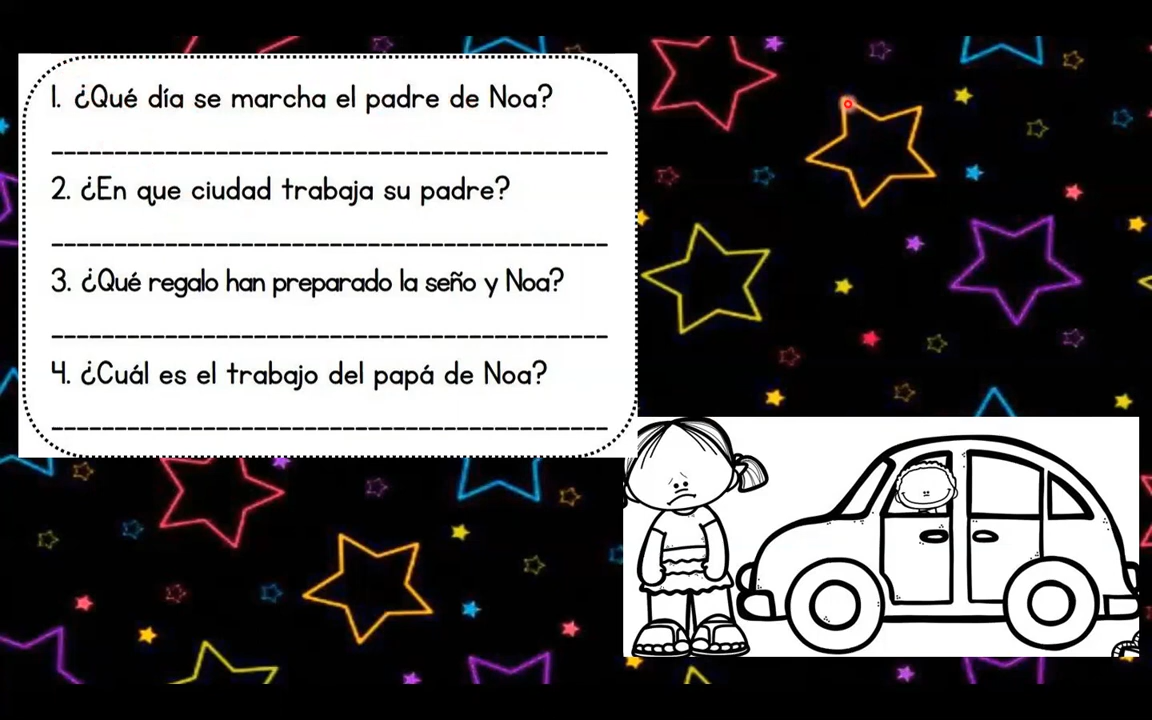 1. ¿Qué día se marcha el padre de Noa?
2. ¿En que ciudad trabaja su padre?
3. ¿Qué regalo han preparado la seño y Noa?
4. ¿Cuál es el trabajo del papá de Noa?